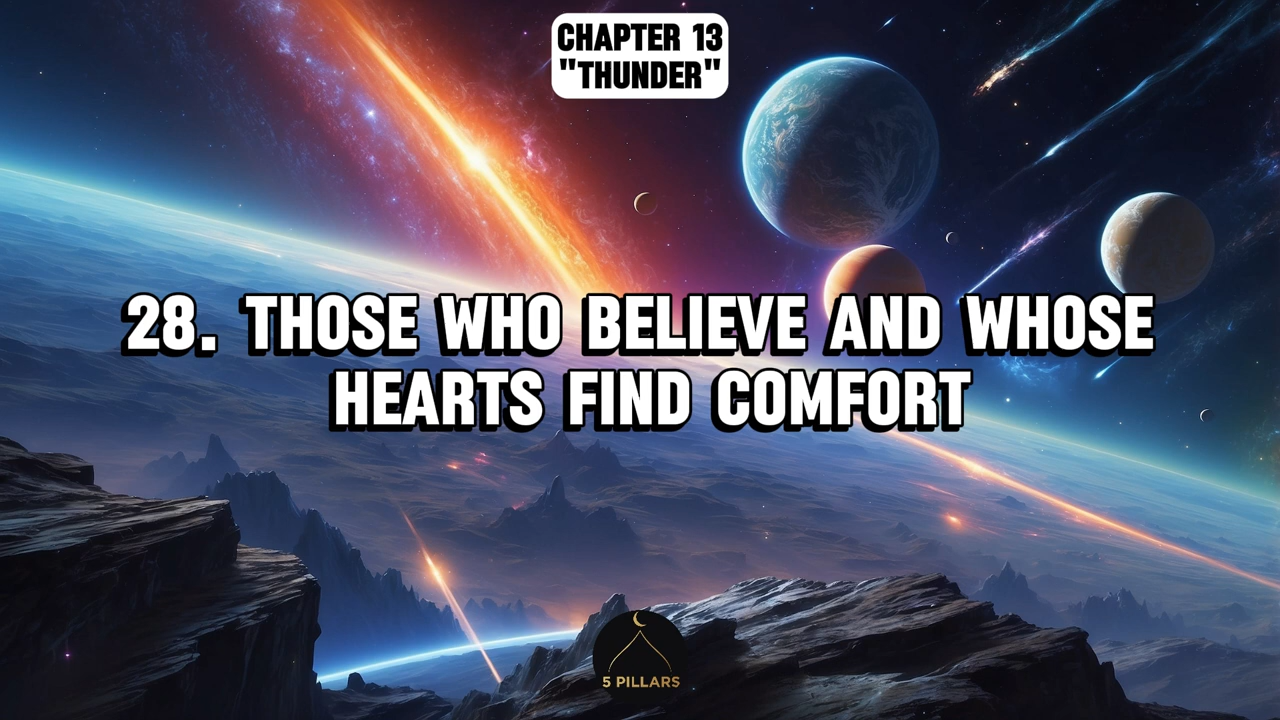 CHAPTER 13
"THUNDER"
28. THOSE WHO BELIEVE AND WHOSE
HEARTS FIND COMFORT
5 PILLARS